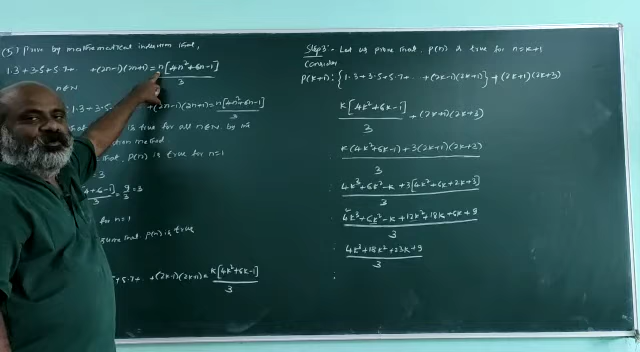 (5) Prove by mathematical induction that,
1.3+3.5+5.7+.. +(2n-1)(2n+1)=n[4n²+6n-1]/3
n∈N
1.3+3.5. +(2n-1)(2n+1)=n[4n²+6n-1]/3
is true for all n∈N, by
method
that, P(n) is true for n=1
4+6-1]/3 = 9/3 = 3
for n=1
P(n) is true
+5.7+.. +(2k-1)(2k+1)= k[4k²+6k-1]/3
Step3:- Let us prove that P(n) is true for n=k+1
Consider
P(k+1): {1.3+3.5+5.7+.. +(2k-1)(2k+1)}+(2k+1)(2k+3)
k[4k²+6k-1]/3 +(2k+1)(2k+3)
k(4k²+6k-1)+3(2k+1)(2k+3)/3
4k³+6k²-k+3[4k²+6k+2k+3]/3
4k³+6k²-k+12k²+18k+6k+9/3
4k³+18k²+23k+9/3